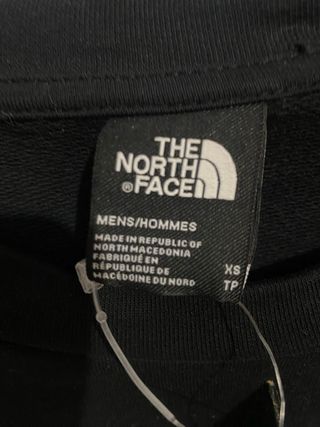 THE
NORTH
®FACE
MENS/HOMMES
MADE IN REPUBLIC OF
NORTH MACEDONIA
FABRIQUÉ EN
RÉPUBLIQUE DE
MACÉDOINE DU NORD
XS
TP